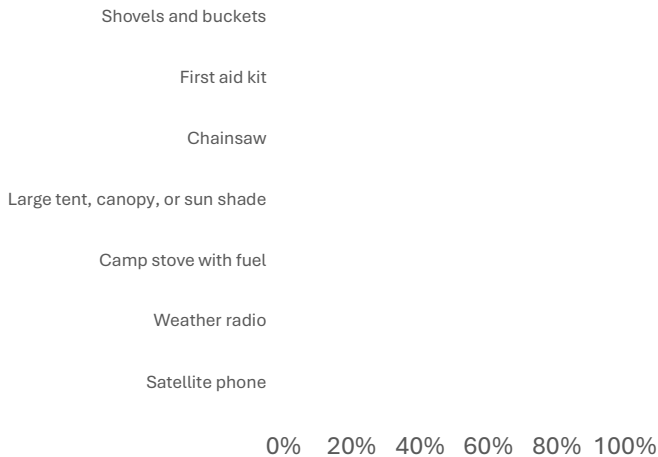 Shovels and buckets
First aid kit
Chainsaw
Large tent, canopy, or sun shade
Camp stove with fuel
Weather radio
Satellite phone
0% 20% 40% 60% 80% 100%